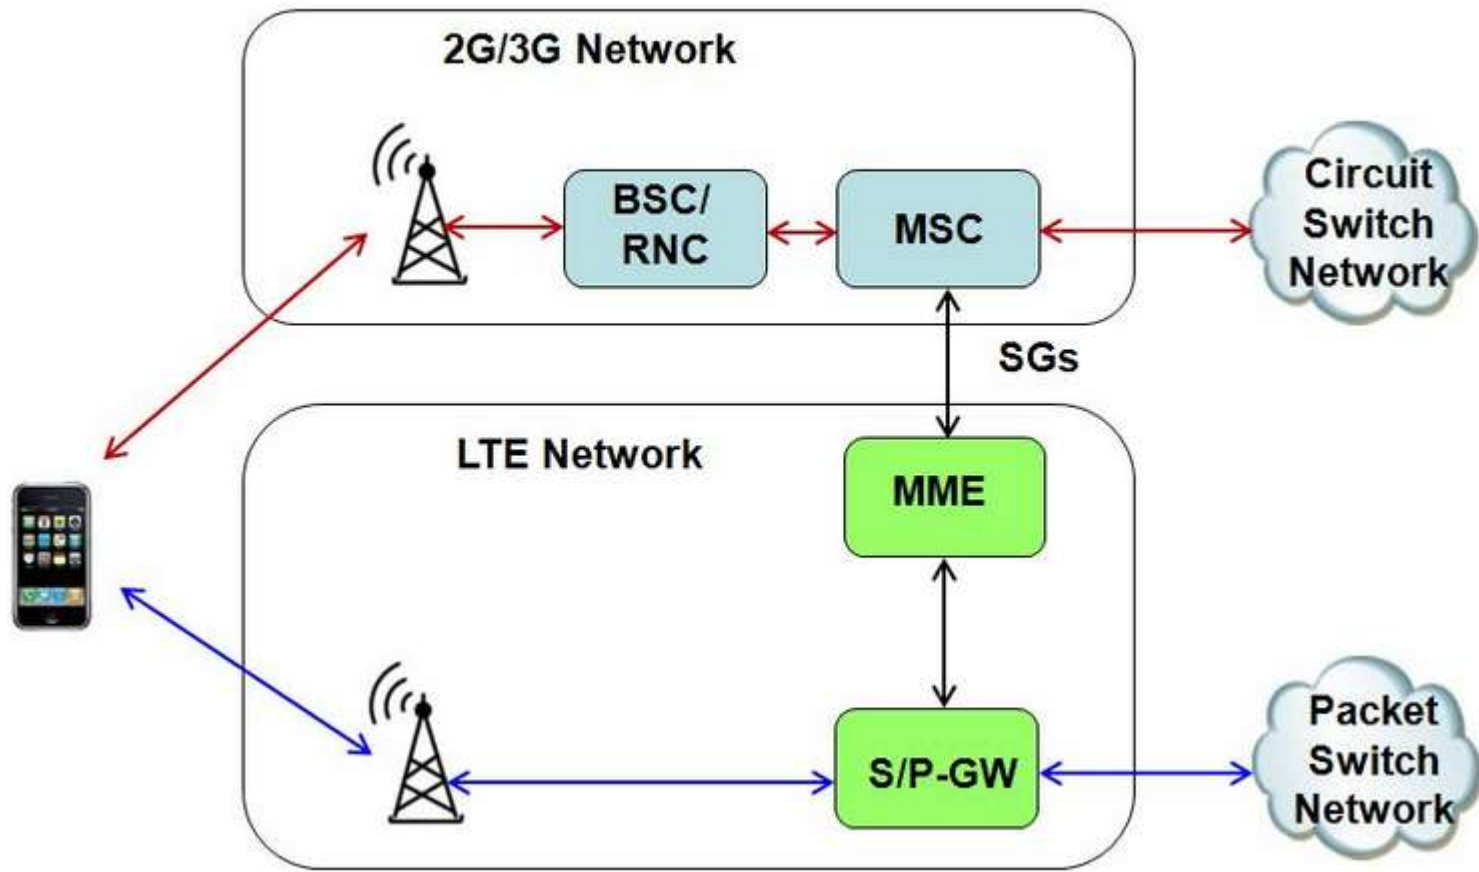 2G/3G Network
BSC/
RNC
MSC
Circuit
Switch
Network
SGs
LTE Network
MME
S/P-GW
Packet
Switch
Network